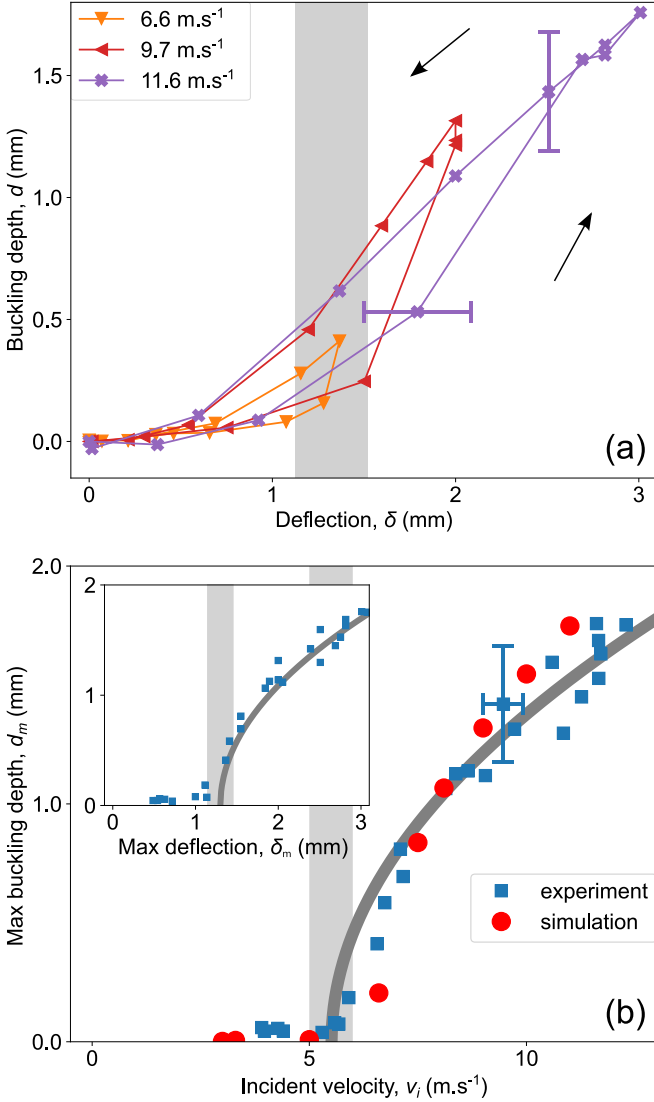 6.6 m.s⁻¹
9.7 m.s⁻¹
11.6 m.s⁻¹
Buckling depth, d (mm)
1.5
1.0
0.5
0.0
(a)
0 1 2 3
Deflection, δ (mm)
2.0
1.0
0.0
Max buckling depth, dₘ (mm)
2
1
0
0 1 2 3
Max deflection, δₘ (mm)
experiment
simulation
(b)
0 5 10
Incident velocity, vᵢ (m.s⁻¹)